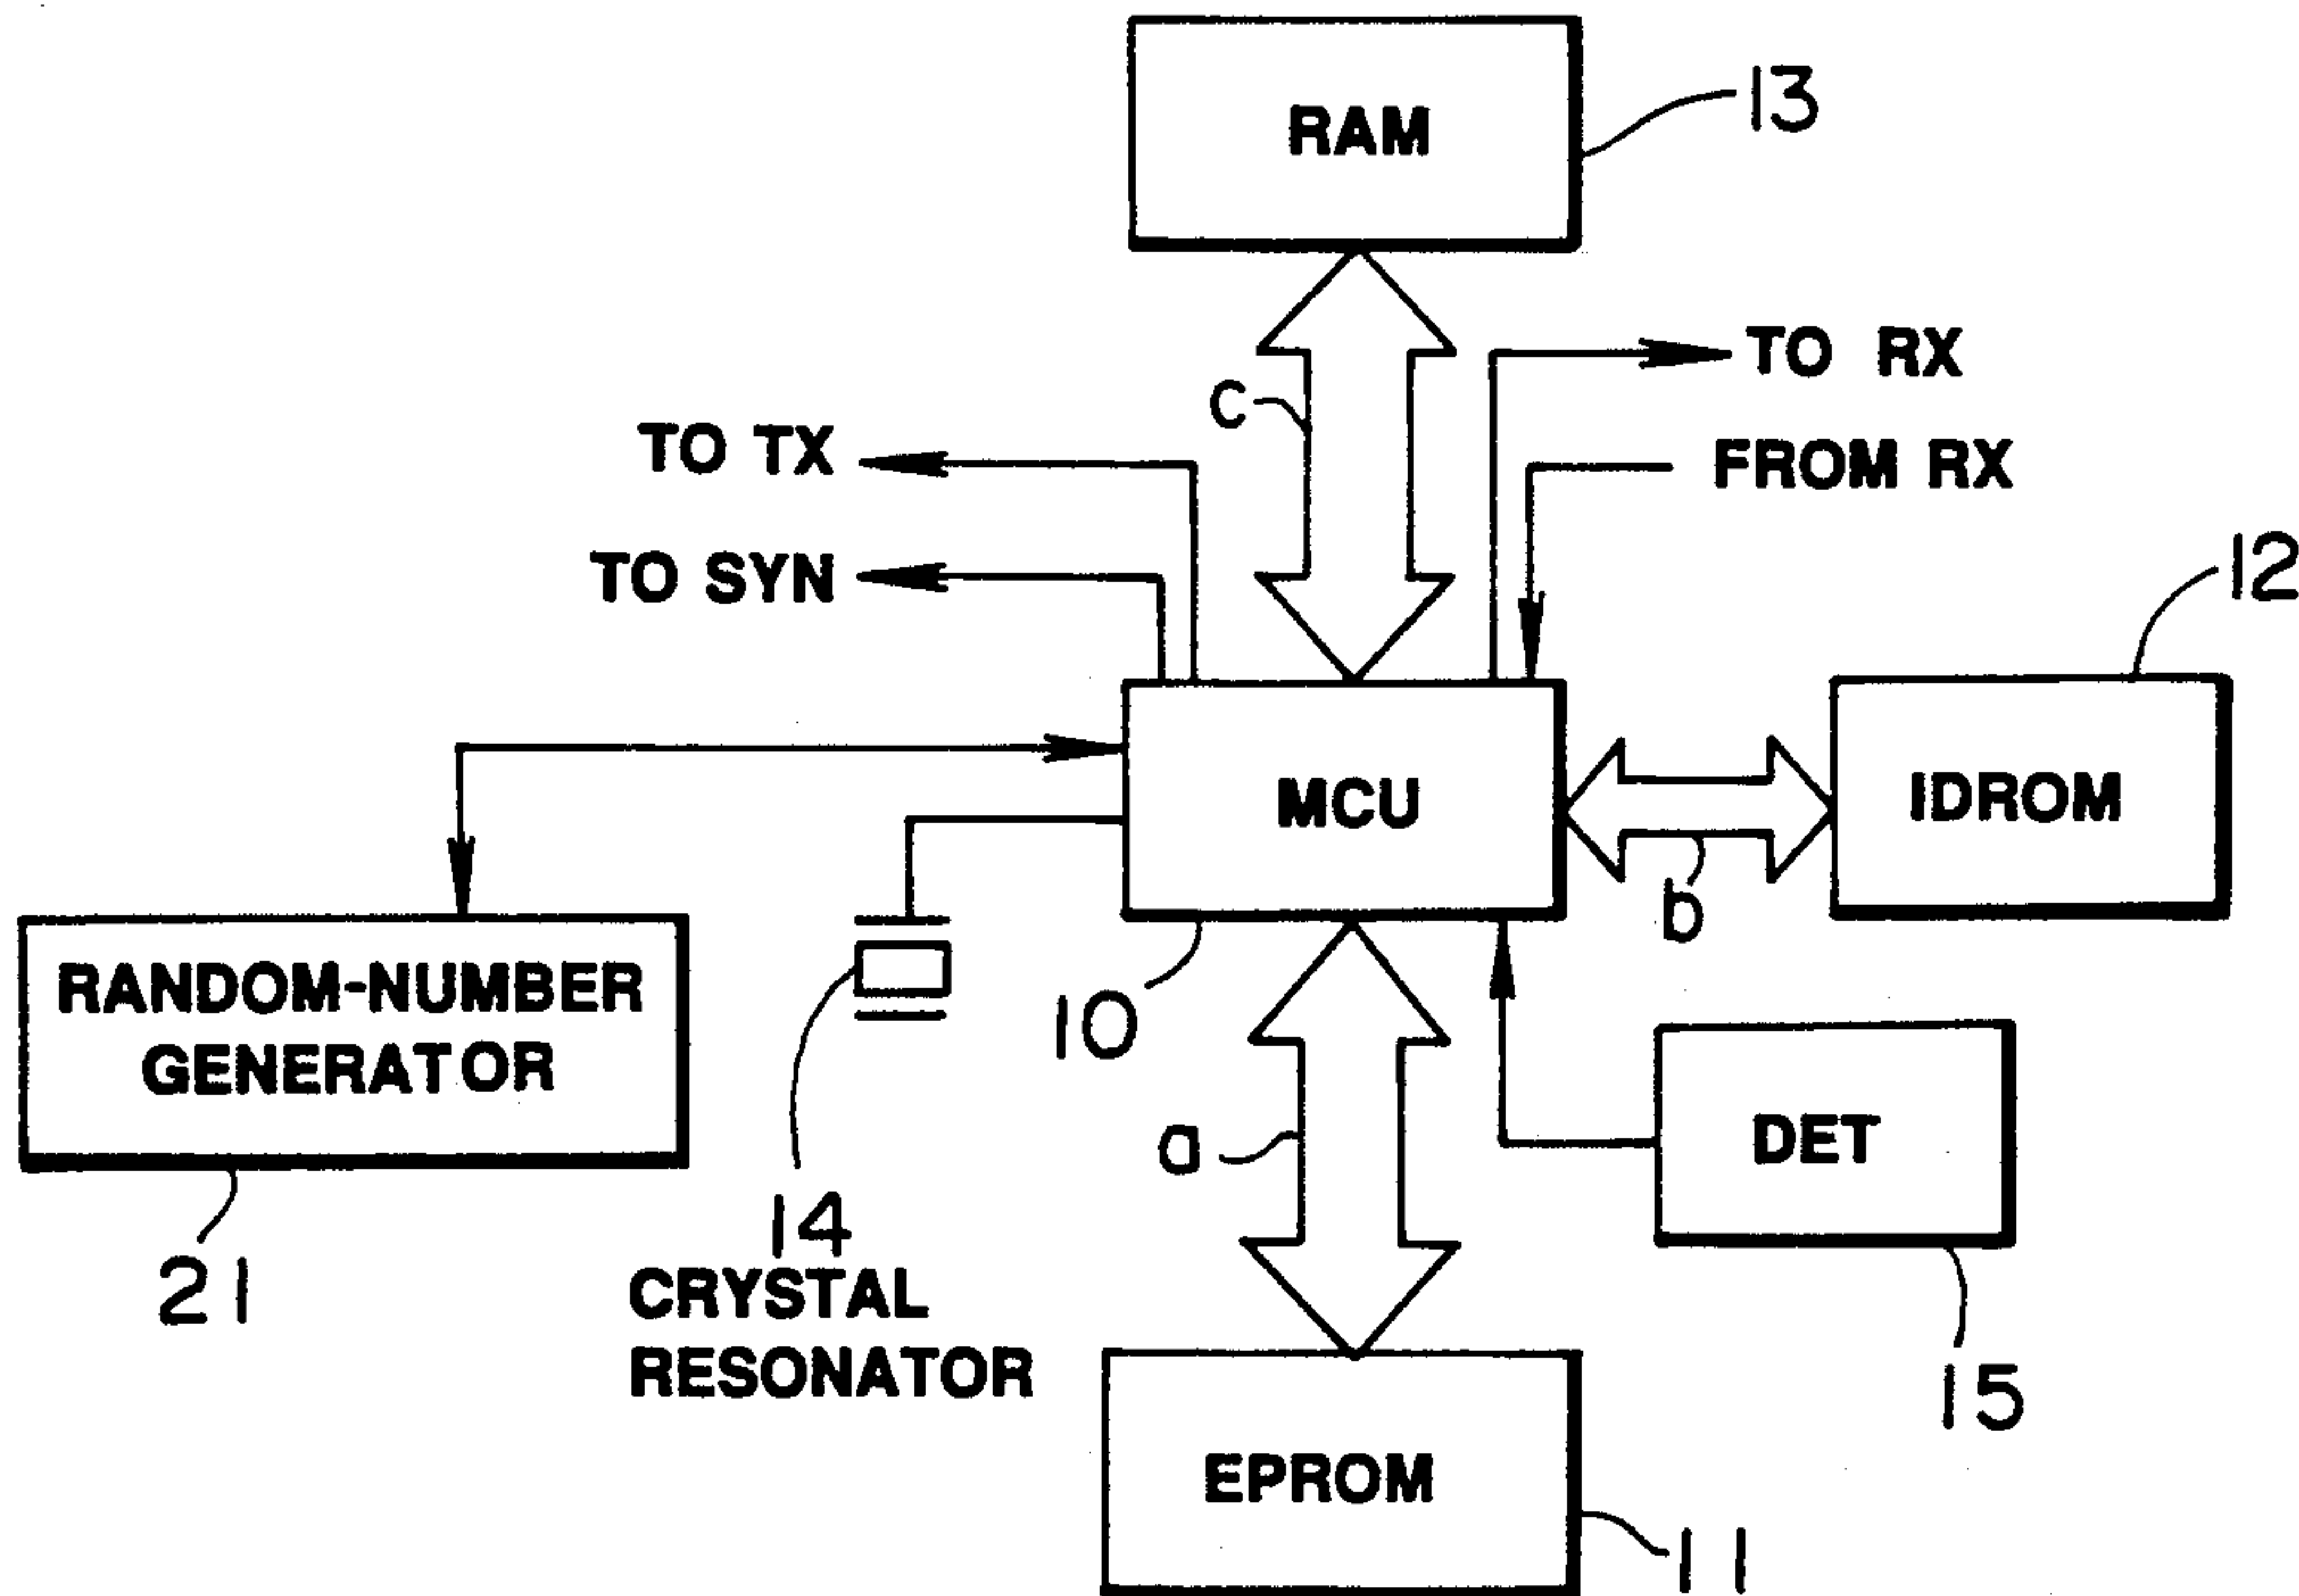 RAM
13
C
TO RX
TO TX
FROM RX
TO SYN
12
MCU
IDROM
b
10
RANDOM-NUMBER
GENERATOR
a
DET
14
CRYSTAL
RESONATOR
21
15
EPROM
11